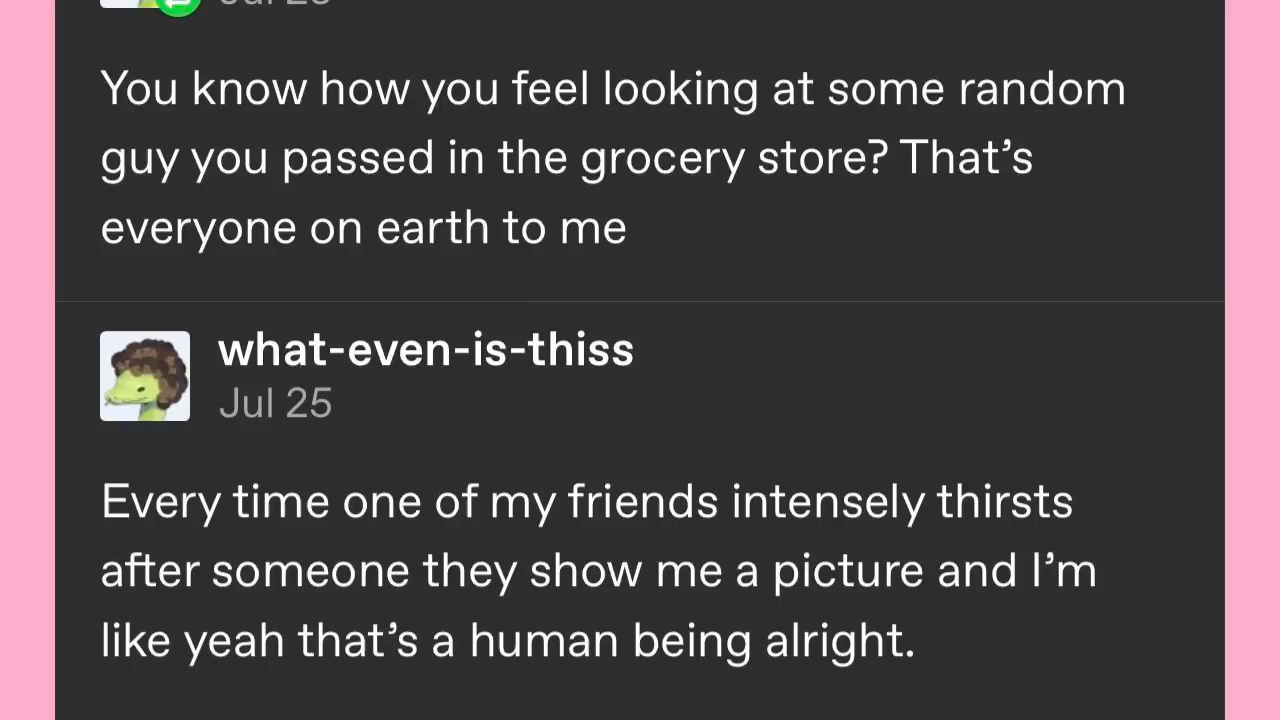 Jul 25
You know how you feel looking at some random
guy you passed in the grocery store? That’s
everyone on earth to me
what-even-is-thiss
Jul 25
Every time one of my friends intensely thirsts
after someone they show me a picture and I’m
like yeah that’s a human being alright.